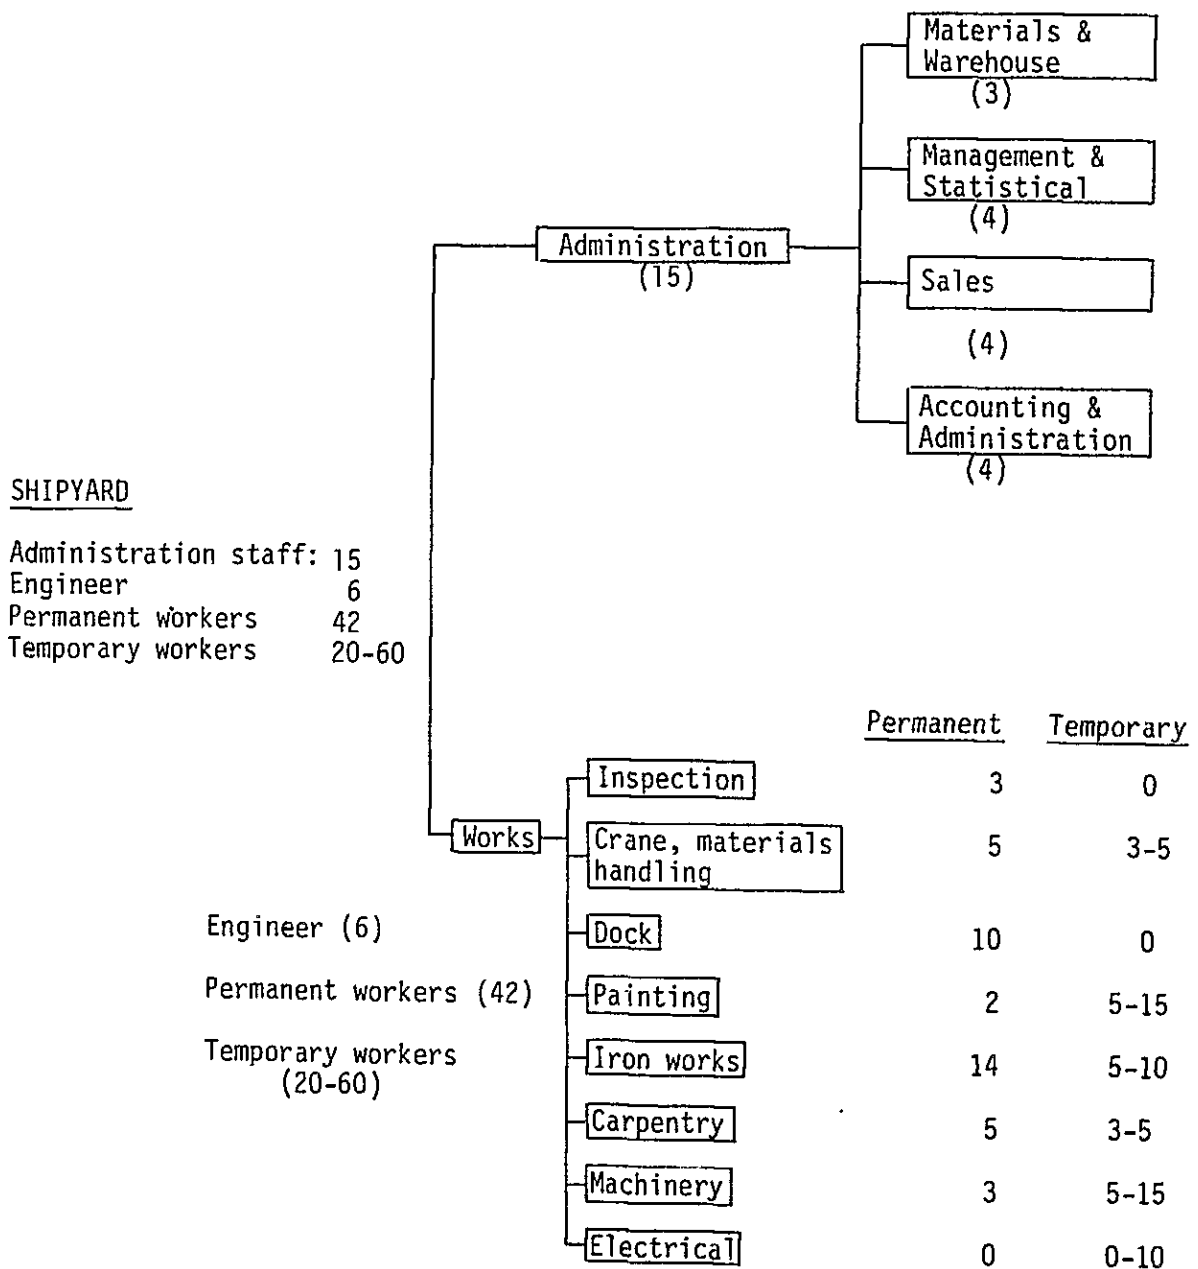 Materials &
Warehouse
(3)
Management &
Statistical
(4)
Administration
(15)
Sales
(4)
Accounting &
Administration
(4)
SHIPYARD
Administration staff: 15
Engineer 6
Permanent workers 42
Temporary workers 20-60
Permanent Temporary
Inspection 3 0
Works
Crane, materials
handling 5 3-5
Engineer (6)
Dock 10 0
Permanent workers (42)
Painting 2 5-15
Temporary workers
(20-60)
Iron works 14 5-10
Carpentry 5 3-5
Machinery 3 5-15
Electrical 0 0-10